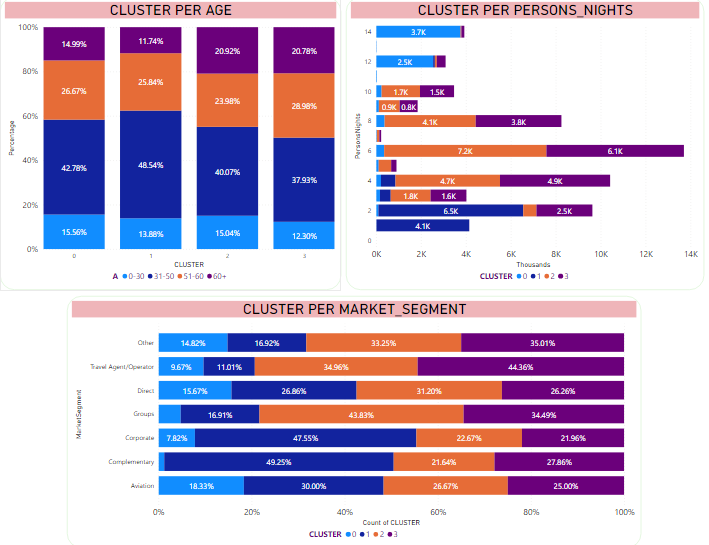 CLUSTER PER AGE
100%
80%
60%
40%
20%
0%
Percentage
14.99%
11.74%
20.92%
20.78%
26.67%
25.84%
23.98%
28.98%
42.78%
48.54%
40.07%
37.93%
15.56%
13.88%
15.04%
12.30%
0
1
2
3
CLUSTER
A 0-30 31-50 51-60 60+
CLUSTER PER PERSONS_NIGHTS
PersonsNights
14
3.7K
12
2.5K
10
1.7K 1.5K
0.9K 0.8K
8
4.1K 3.8K
6
7.2K 6.1K
4
4.7K 4.9K
1.8K 1.6K
2
6.5K 2.5K
4.1K
0
0K 2K 4K 6K 8K 10K 12K 14K
Thousands
CLUSTER 0 1 2 3
CLUSTER PER MARKET_SEGMENT
MarketSegment
Other 14.82% 16.92% 33.25% 35.01%
Travel Agent/Operator 9.67% 11.01% 34.96% 44.36%
Direct 15.67% 26.86% 31.20% 26.26%
Groups 16.91% 43.83% 34.49%
Corporate 7.82% 47.55% 22.67% 21.96%
Complementary 49.25% 21.64% 27.86%
Aviation 18.33% 30.00% 26.67% 25.00%
0% 20% 40% 60% 80% 100%
Count of CLUSTER
CLUSTER 0 1 2 3